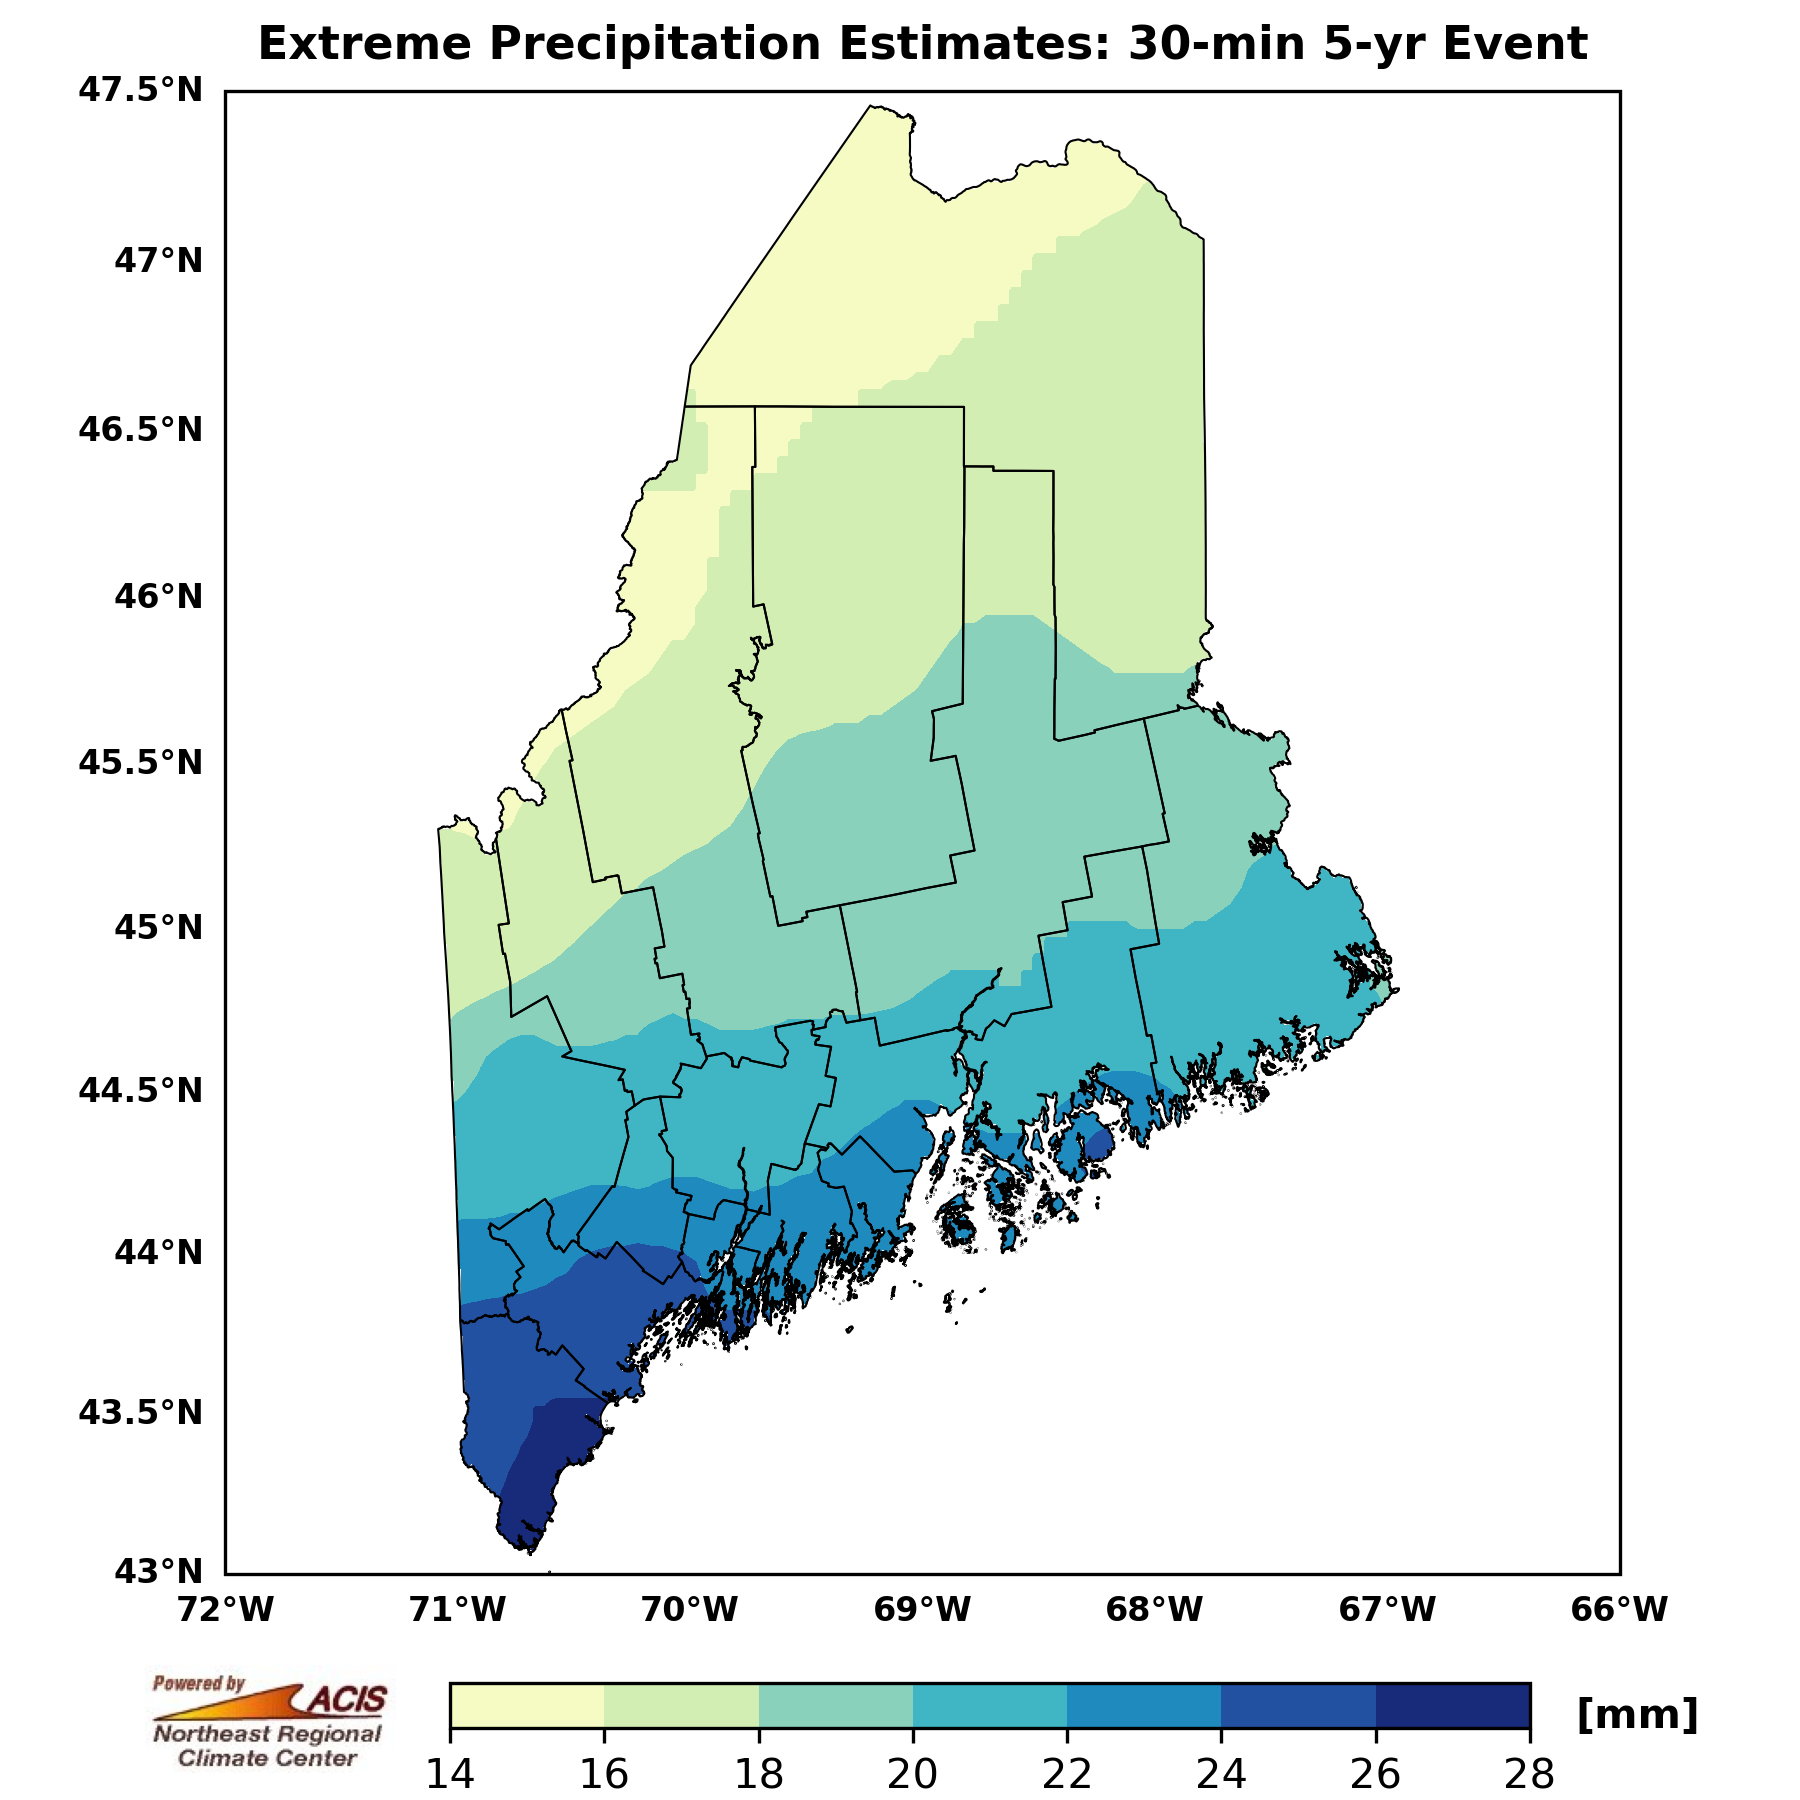 Extreme Precipitation Estimates: 30-min 5-yr Event
47.5°N
47°N
46.5°N
46°N
45.5°N
45°N
44.5°N
44°N
43.5°N
43°N
72°W 71°W 70°W 69°W 68°W 67°W 66°W
Powered by
ACIS
Northeast Regional
Climate Center
[mm]
14 16 18 20 22 24 26 28